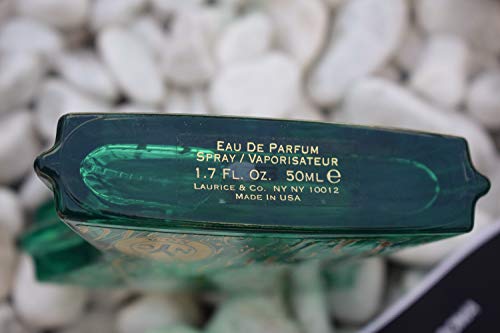 EAU DE PARFUM
SPRAY / VAPORISATEUR
1.7 FL. OZ. 50ML ℮
LAURICE & CO. NY NY 10012
MADE IN USA